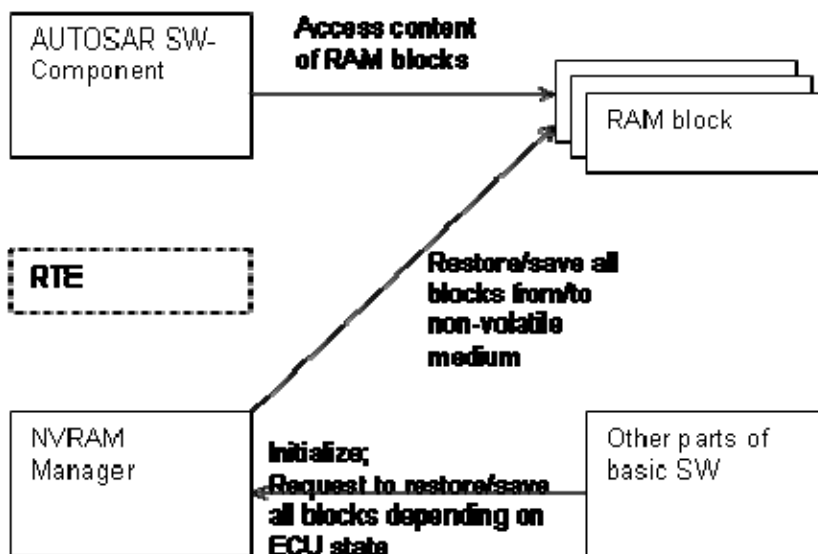 AUTOSAR SW-
Component
Access content
of RAM blocks
RAM block
RTE
Restore/save all
blocks from/to
non-volatile
medium
NVRAM
Manager
Initialize;
Request to restore/save
all blocks depending on
ECU state
Other parts of
basic SW